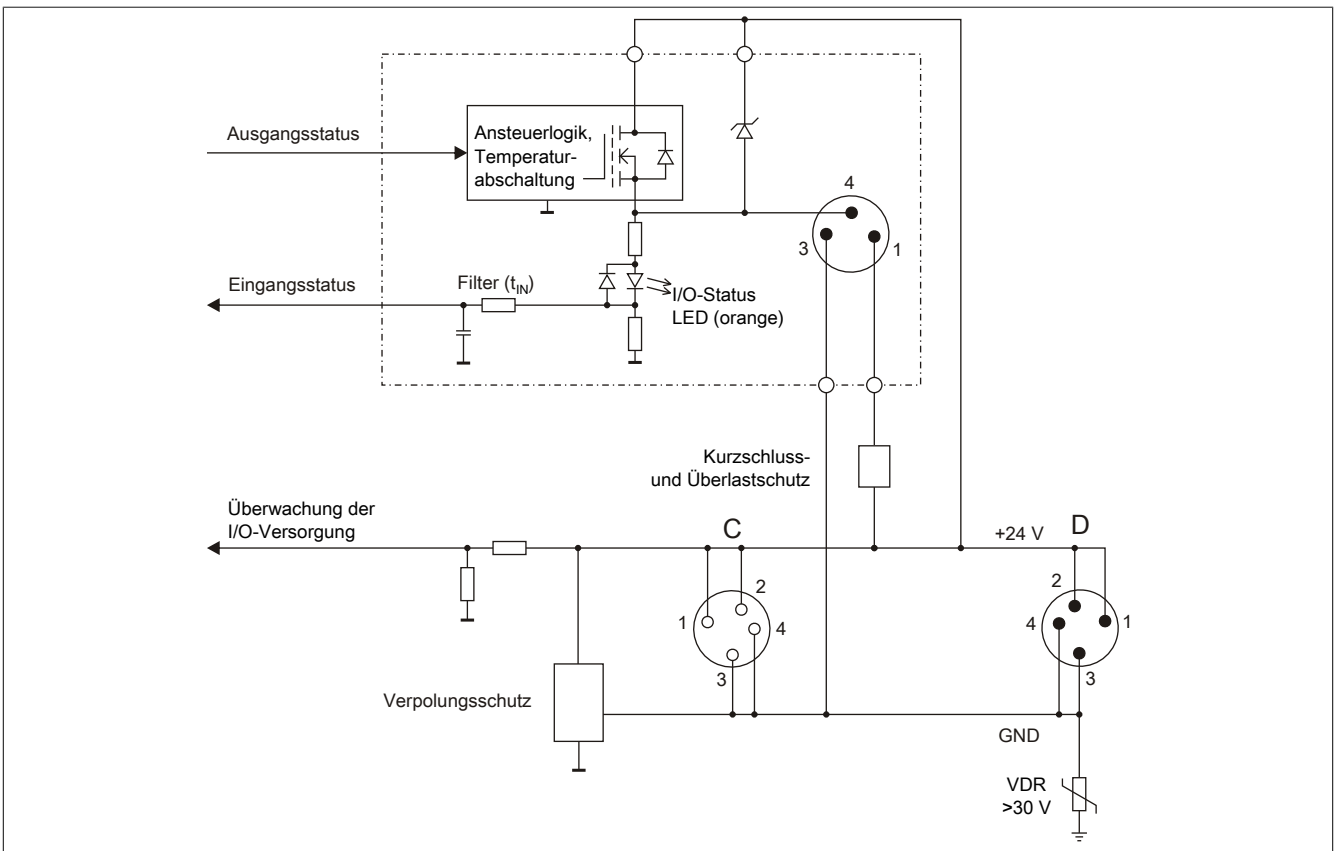 Ausgangsstatus
Ansteuerlogik,
Temperatur-
abschaltung
4
3
1
Eingangsstatus
Filter (tIN)
I/O-Status
LED (orange)
Kurzschluss-
und Überlastschutz
Überwachung der
I/O-Versorgung
C
+24 V
D
2
1
4
3
2
4
1
3
Verpolungsschutz
GND
VDR
>30 V